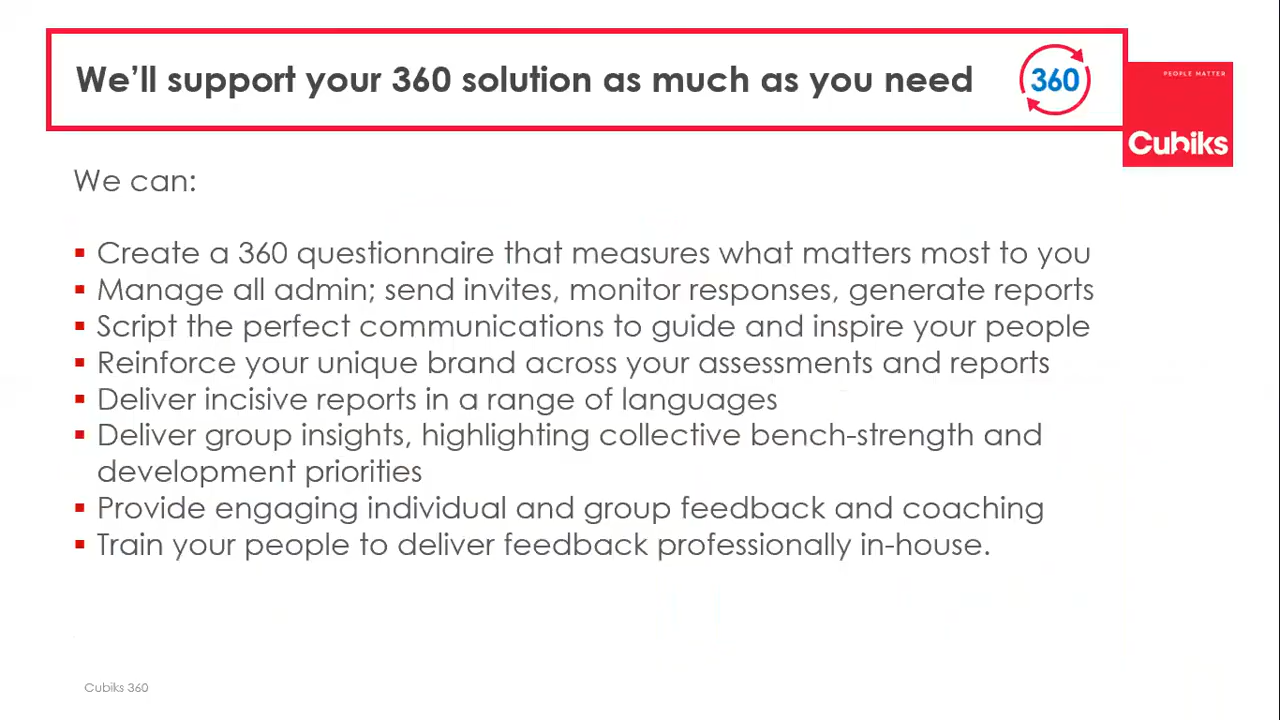 We'll support your 360 solution as much as you need
360
PEOPLE MATTER
Cubiks
We can:
▪ Create a 360 questionnaire that measures what matters most to you
▪ Manage all admin; send invites, monitor responses, generate reports
▪ Script the perfect communications to guide and inspire your people
▪ Reinforce your unique brand across your assessments and reports
▪ Deliver incisive reports in a range of languages
▪ Deliver group insights, highlighting collective bench-strength and
development priorities
▪ Provide engaging individual and group feedback and coaching
▪ Train your people to deliver feedback professionally in-house.
Cubiks 360